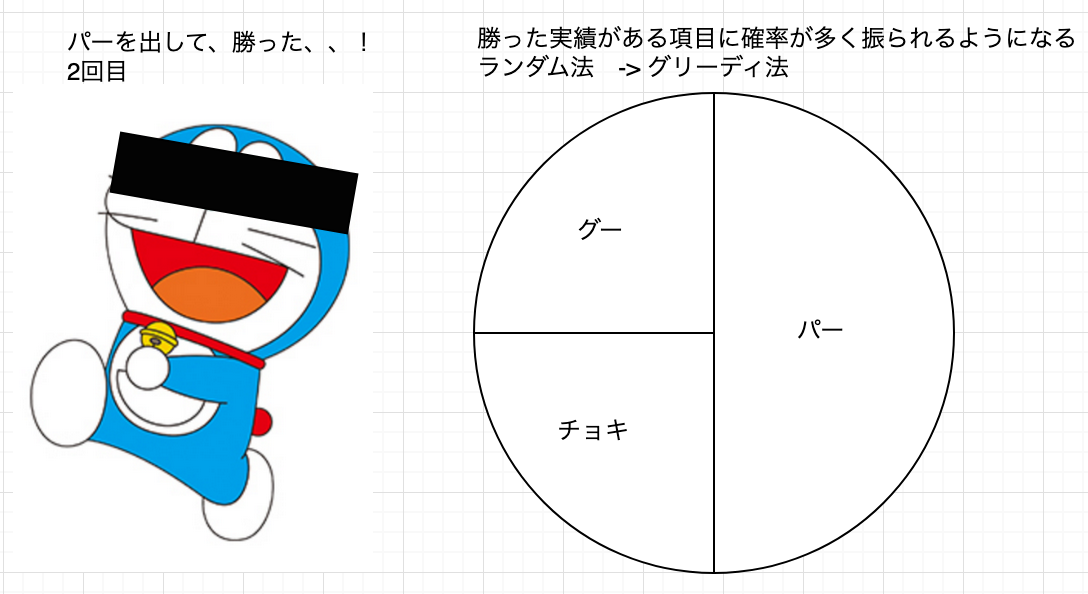 パーを出して、勝った、、！
2回目
勝った実績がある項目に確率が多く振られるようになる
ランダム法　-> グリーディ法
グー
パー
チョキ